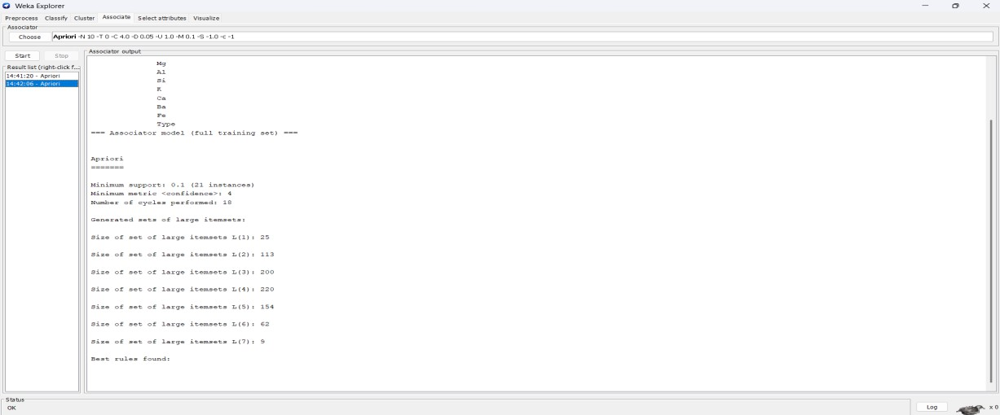 Weka Explorer
Preprocess Classify Cluster Associate Select attributes Visualize
Associator
Choose Apriori -N 10 -T 0 -C 4.0 -D 0.05 -U 1.0 -M 0.1 -S -1.0 -c -1
Start Stop
Result list (right-click f...
14:41:20 - Apriori
14:42:06 - Apriori
Associator output
Mg
Al
Si
K
Ca
Ba
Fe
Type
=== Associator model (full training set) ===
Apriori
=======
Minimum support: 0.1 (21 instances)
Minimum metric <confidence>: 4
Number of cycles performed: 18
Generated sets of large itemsets:
Size of set of large itemsets L(1): 25
Size of set of large itemsets L(2): 113
Size of set of large itemsets L(3): 200
Size of set of large itemsets L(4): 220
Size of set of large itemsets L(5): 154
Size of set of large itemsets L(6): 62
Size of set of large itemsets L(7): 9
Best rules found:
Status
OK
Log
x 0